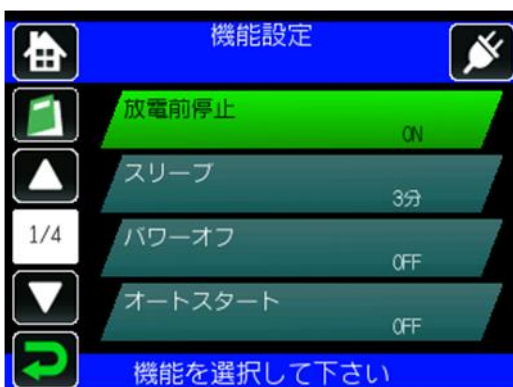 機能設定
放電前停止
ON
スリープ
3分
1/4
パワーオフ
OFF
オートスタート
OFF
機能を選択して下さい